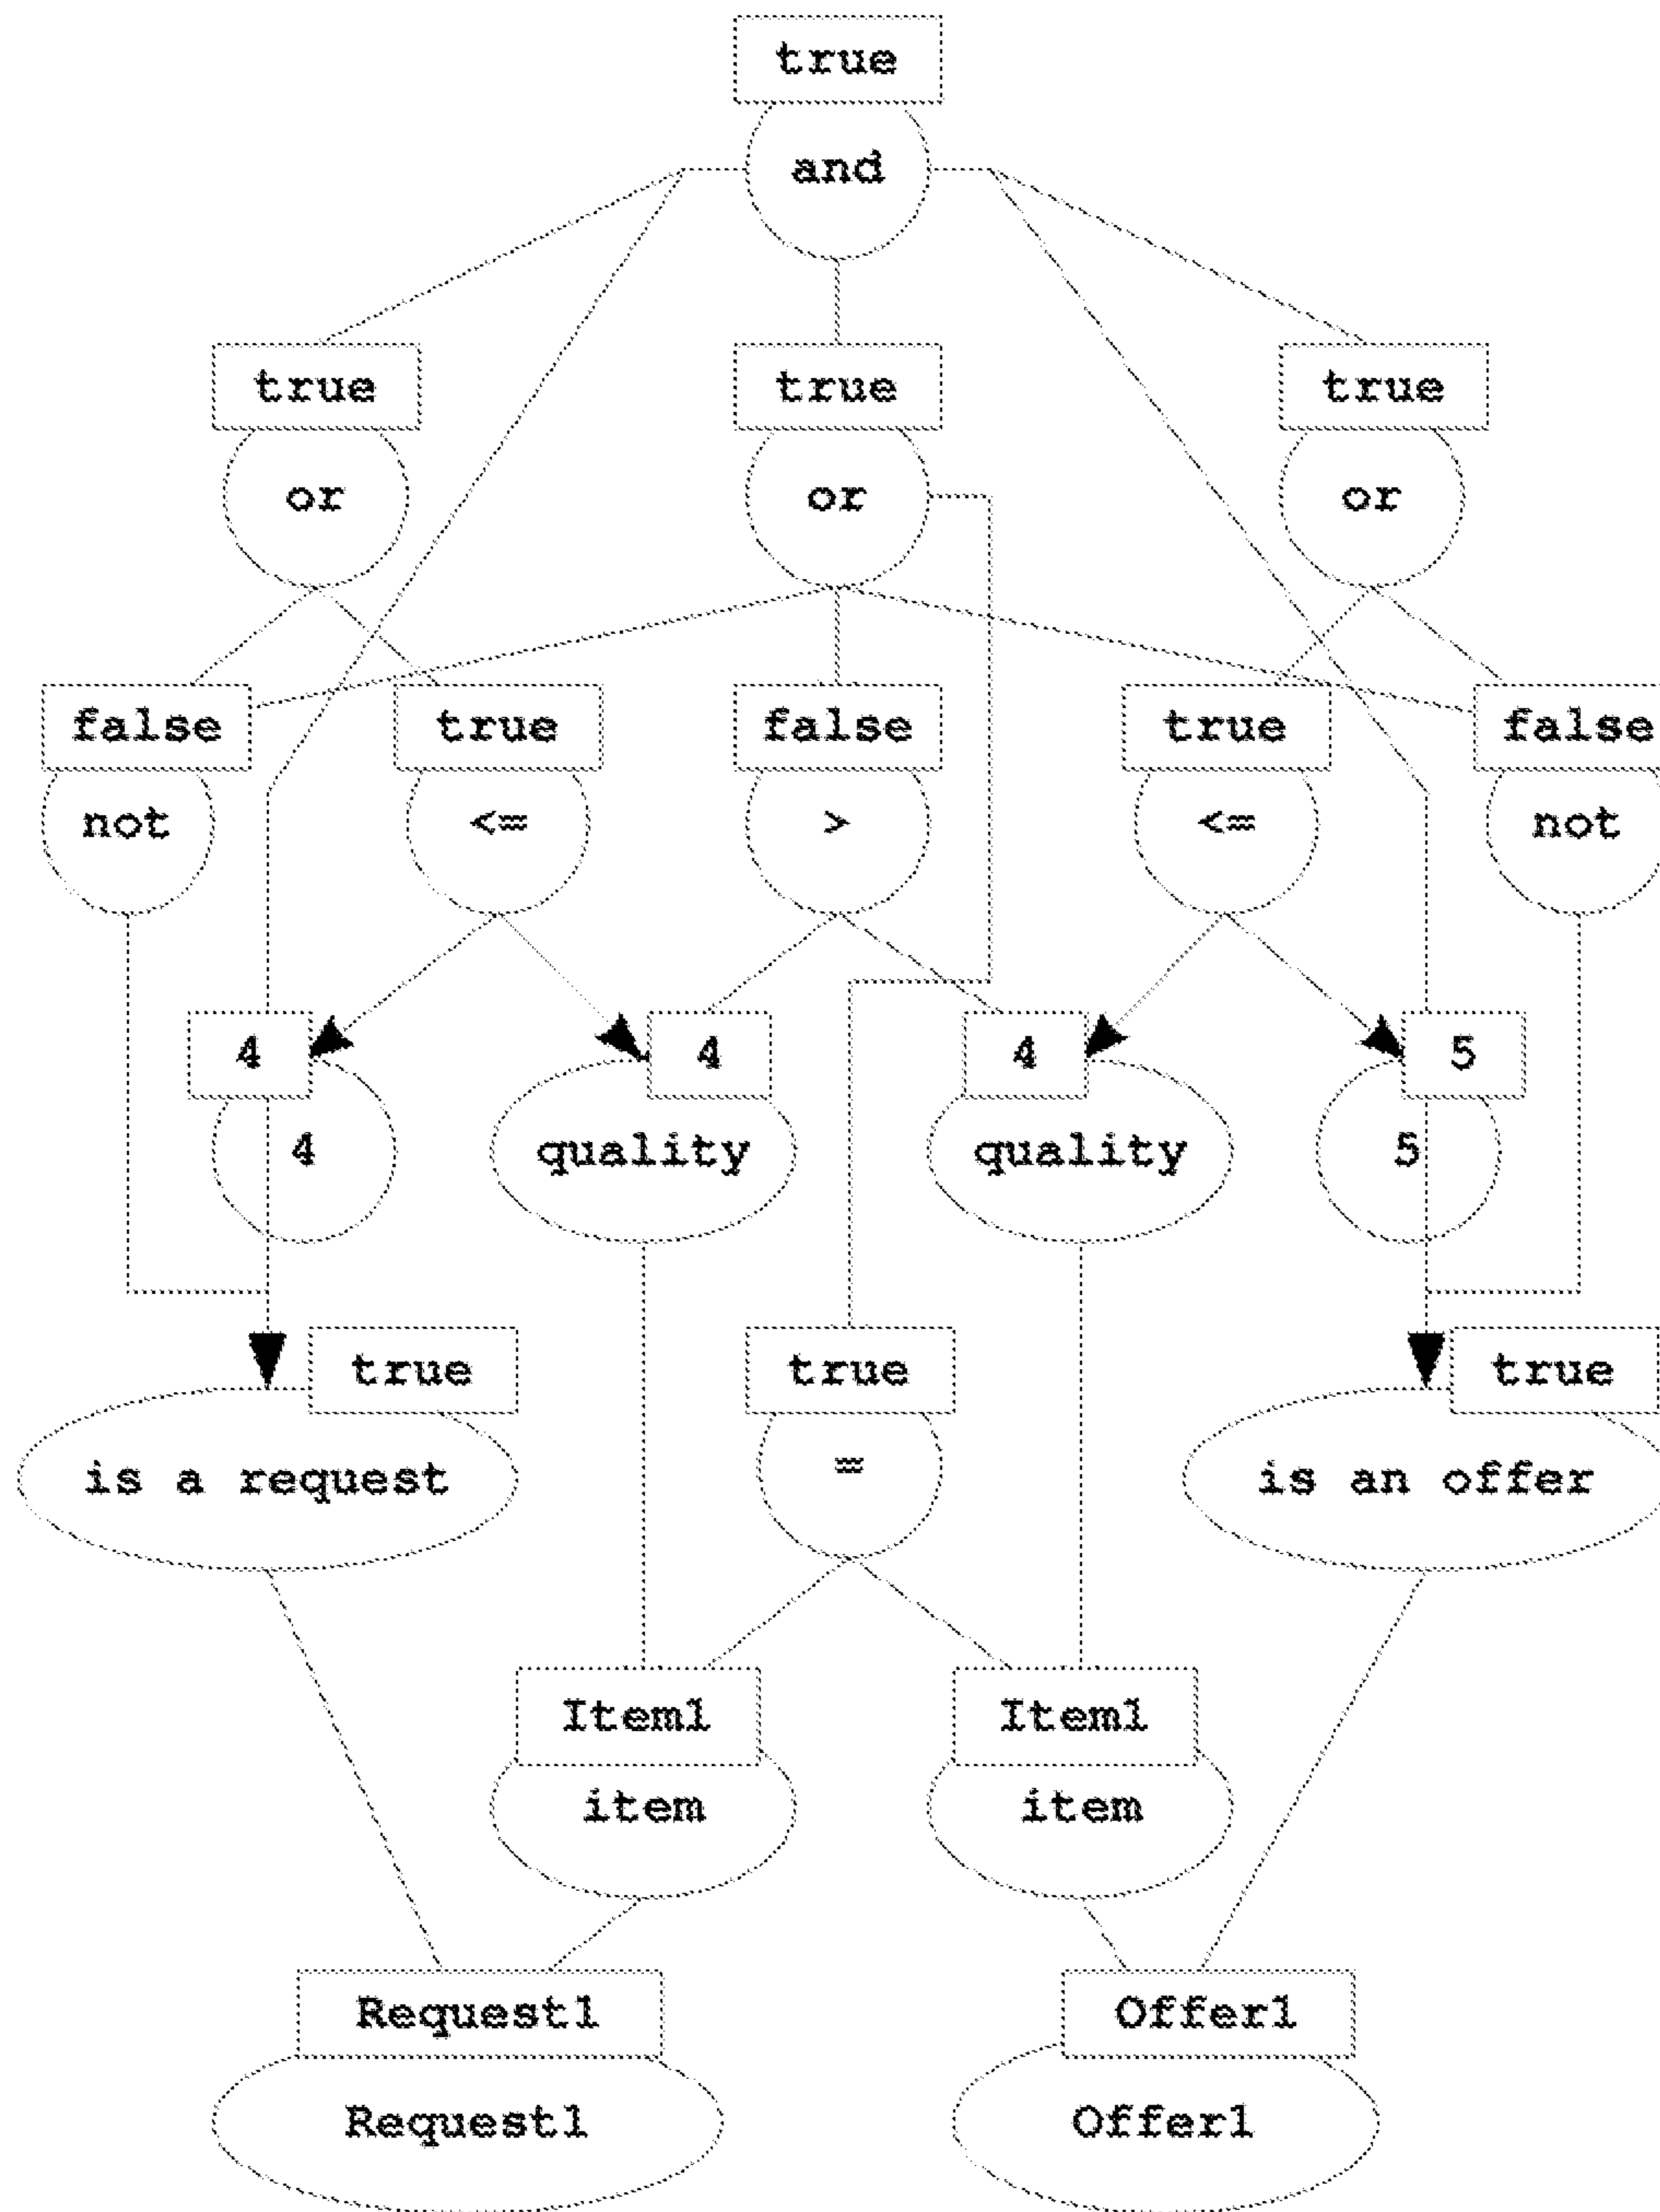 true
and
true true true
or or or
false true false true false
not <= > <= not
4 4 4 5
4 quality quality 5
true true true
is a request = is an offer
Item1 Item1
item item
Request1 Offer1
Request1 Offer1